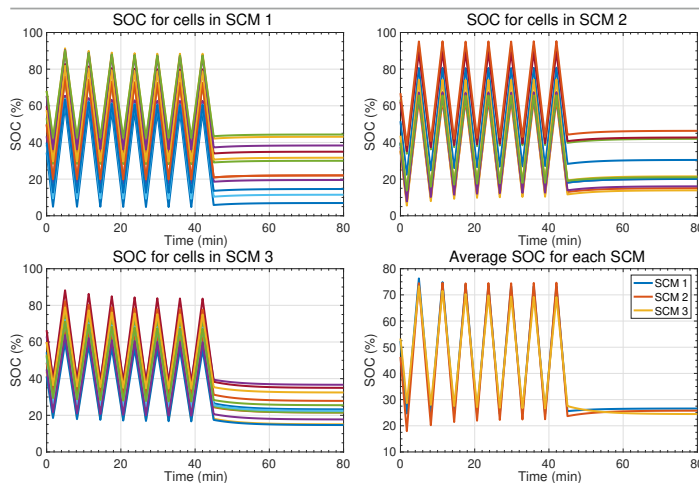 SOC for cells in SCM 1
SOC (%)
100
80
60
40
20
0
0 20 40 60 80
Time (min)
SOC for cells in SCM 2
SOC (%)
100
80
60
40
20
0
0 20 40 60 80
Time (min)
SOC for cells in SCM 3
SOC (%)
100
80
60
40
20
0
0 20 40 60 80
Time (min)
Average SOC for each SCM
SOC (%)
80
70
60
50
40
30
20
10
0 20 40 60 80
Time (min)
SCM 1
SCM 2
SCM 3